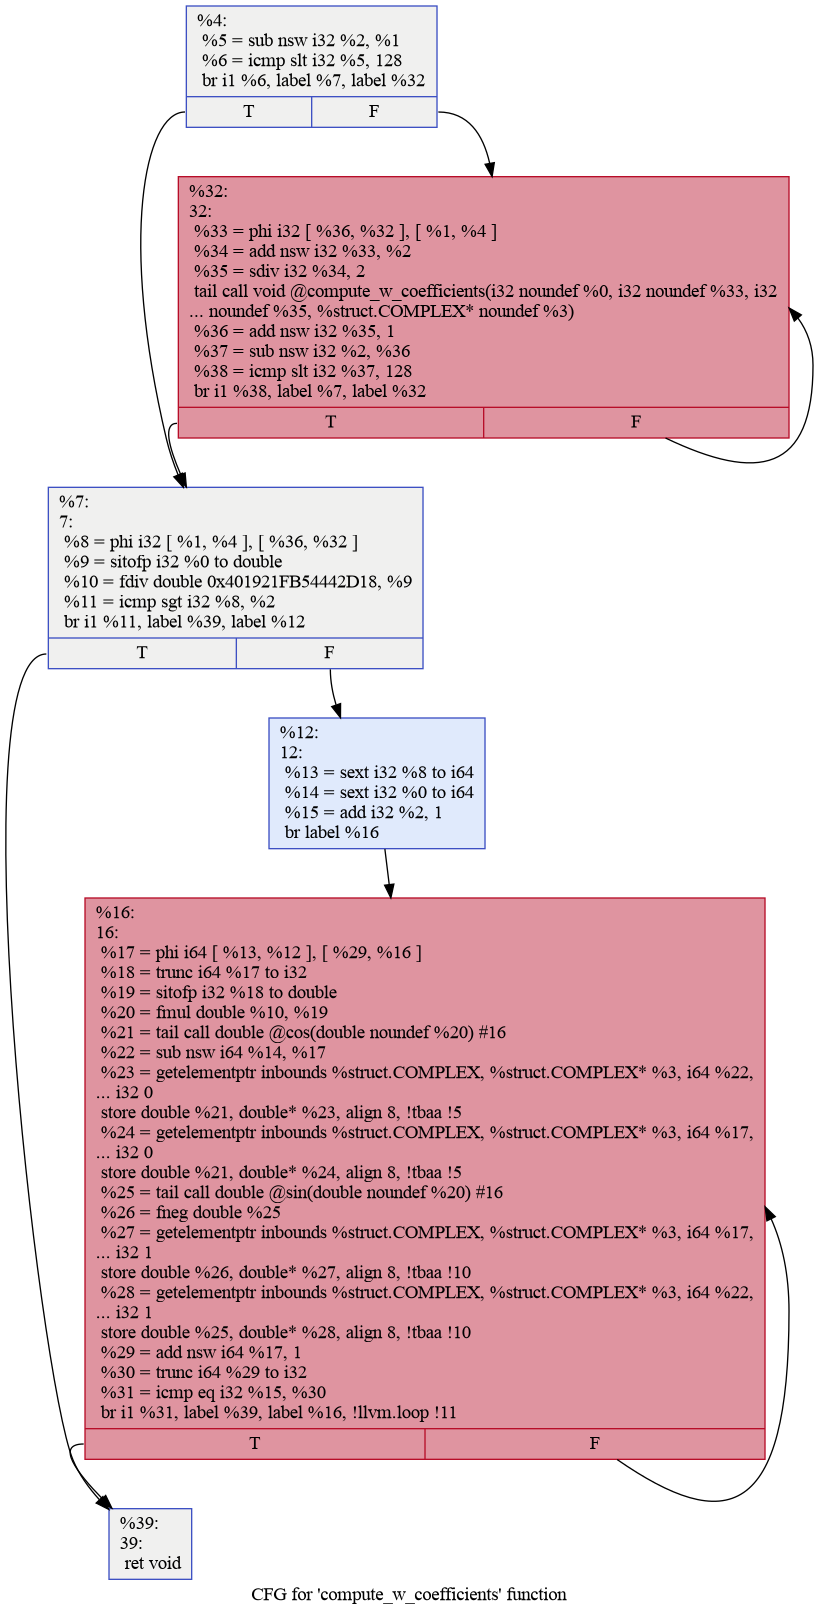 %4:
%5 = sub nsw i32 %2, %1
%6 = icmp slt i32 %5, 128
br i1 %6, label %7, label %32
T F
%32:
32:
%33 = phi i32 [ %36, %32 ], [ %1, %4 ]
%34 = add nsw i32 %33, %2
%35 = sdiv i32 %34, 2
tail call void @compute_w_coefficients(i32 noundef %0, i32 noundef %33, i32
... noundef %35, %struct.COMPLEX* noundef %3)
%36 = add nsw i32 %35, 1
%37 = sub nsw i32 %2, %36
%38 = icmp slt i32 %37, 128
br i1 %38, label %7, label %32
T F
%7:
7:
%8 = phi i32 [ %1, %4 ], [ %36, %32 ]
%9 = sitofp i32 %0 to double
%10 = fdiv double 0x401921FB54442D18, %9
%11 = icmp sgt i32 %8, %2
br i1 %11, label %39, label %12
T F
%12:
12:
%13 = sext i32 %8 to i64
%14 = sext i32 %0 to i64
%15 = add i32 %2, 1
br label %16
%16:
16:
%17 = phi i64 [ %13, %12 ], [ %29, %16 ]
%18 = trunc i64 %17 to i32
%19 = sitofp i32 %18 to double
%20 = fmul double %10, %19
%21 = tail call double @cos(double noundef %20) #16
%22 = sub nsw i64 %14, %17
%23 = getelementptr inbounds %struct.COMPLEX, %struct.COMPLEX* %3, i64 %22,
... i32 0
store double %21, double* %23, align 8, !tbaa !5
%24 = getelementptr inbounds %struct.COMPLEX, %struct.COMPLEX* %3, i64 %17,
... i32 0
store double %21, double* %24, align 8, !tbaa !5
%25 = tail call double @sin(double noundef %20) #16
%26 = fneg double %25
%27 = getelementptr inbounds %struct.COMPLEX, %struct.COMPLEX* %3, i64 %17,
... i32 1
store double %26, double* %27, align 8, !tbaa !10
%28 = getelementptr inbounds %struct.COMPLEX, %struct.COMPLEX* %3, i64 %22,
... i32 1
store double %25, double* %28, align 8, !tbaa !10
%29 = add nsw i64 %17, 1
%30 = trunc i64 %29 to i32
%31 = icmp eq i32 %15, %30
br i1 %31, label %39, label %16, !llvm.loop !11
T F
%39:
39:
ret void
CFG for 'compute_w_coefficients' function